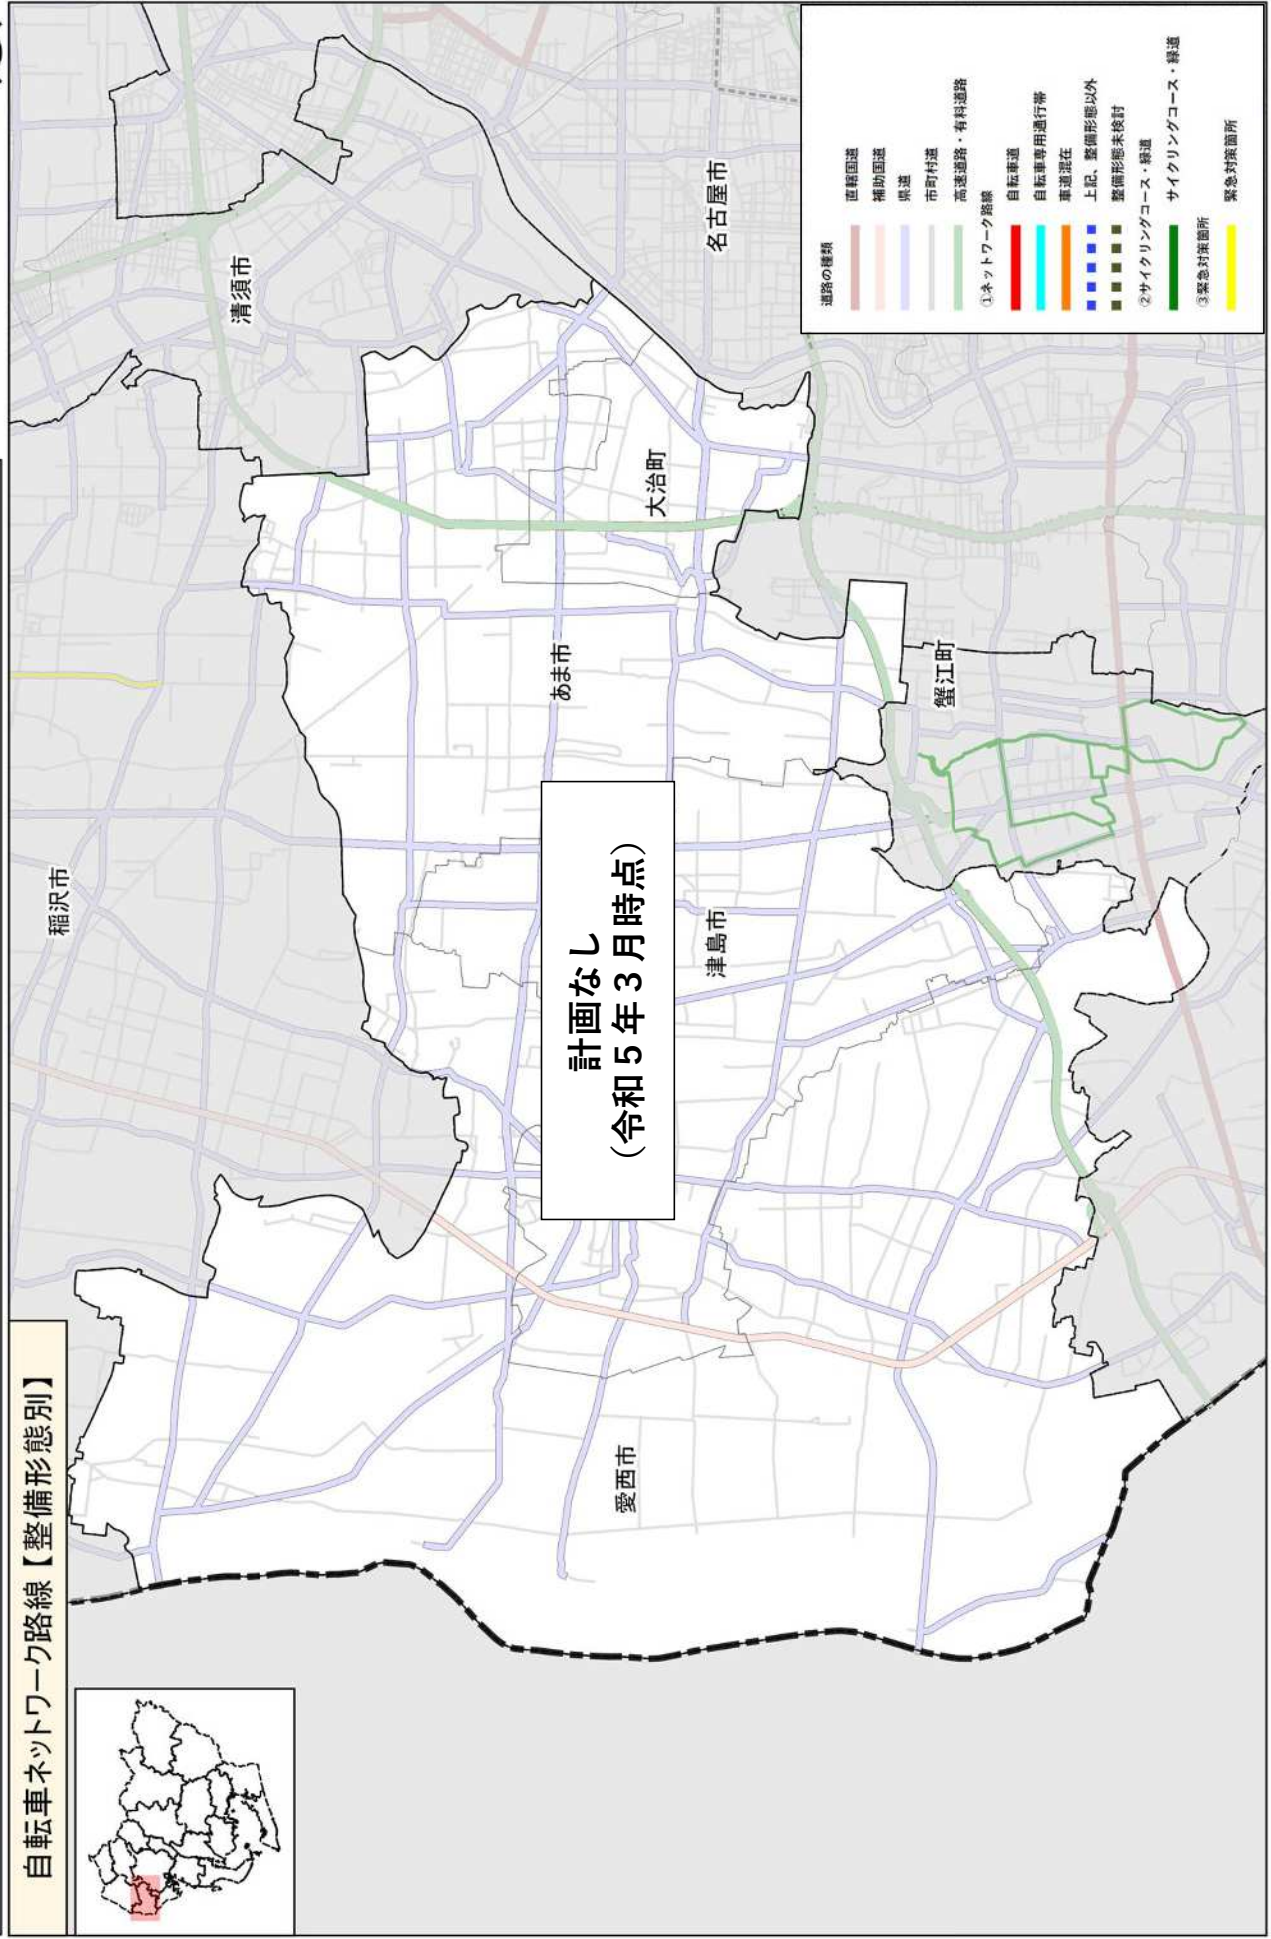 自転車ネットワーク路線【整備形態別】
稲沢市
清須市
名古屋市
あま市
大治町
計画なし
（令和５年３月時点）
津島市
蟹江町
愛西市
道路の種類
直轄国道
補助国道
県道
市町村道
高速道路・有料道路
①ネットワーク路線
自転車道
自転車専用通行帯
車道混在
上記、整備形態以外
整備形態未検討
②サイクリングコース・緑道
サイクリングコース・緑道
③緊急対策箇所
緊急対策箇所